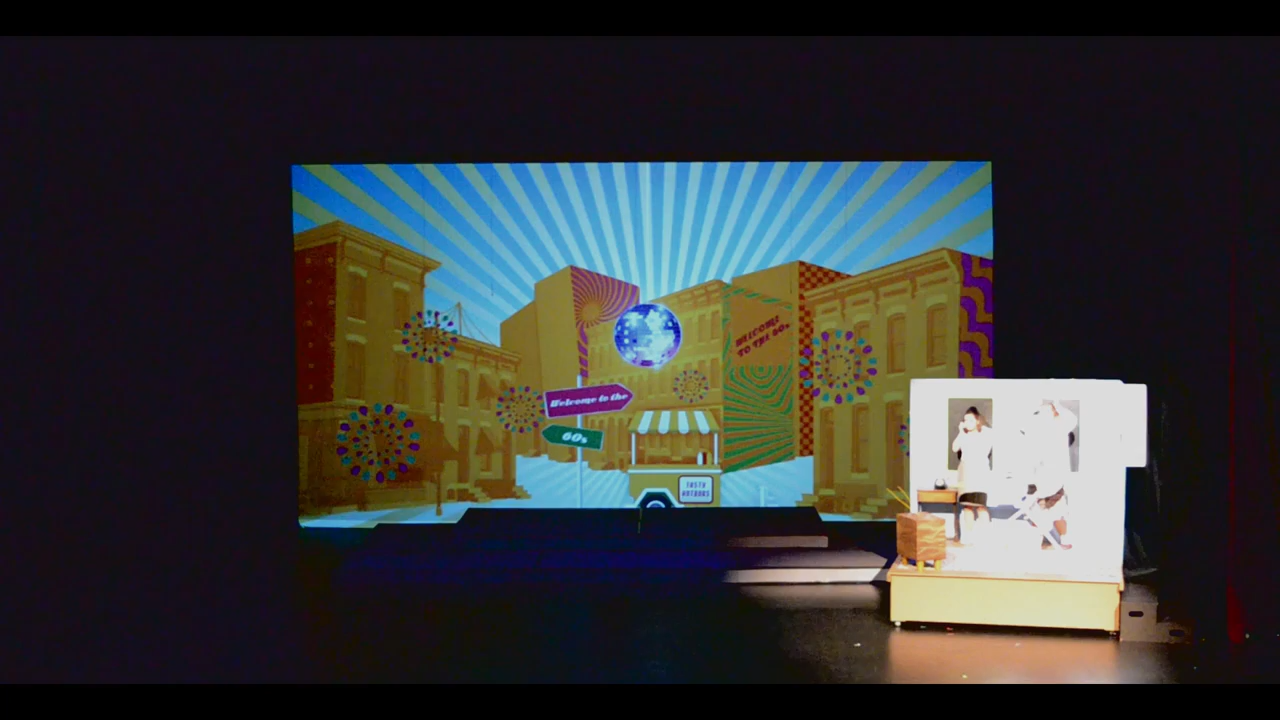 WELCOME
TO THE 60s
Welcome to the
60s
TASTY
HOTDOGS